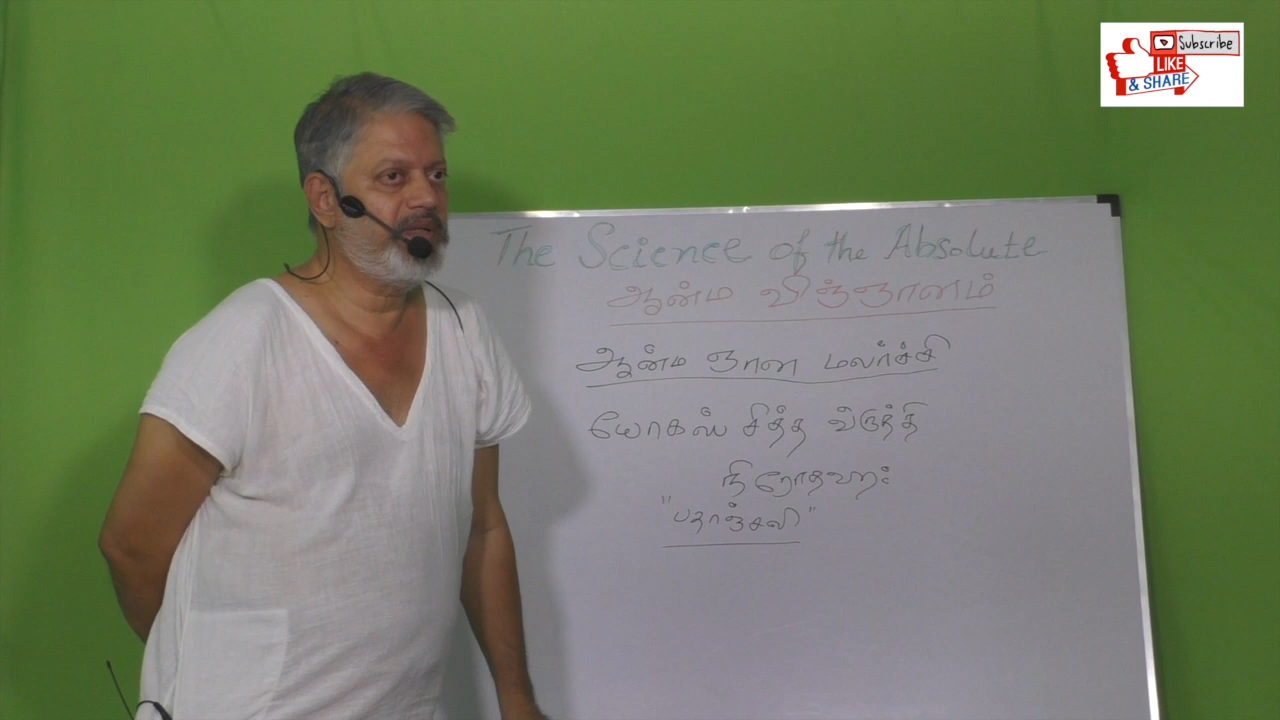 Subscribe
LIKE
& SHARE
The Science of the Absolute
ஆன்ம விஞ்ஞானம்
ஆன்ம ஞான மலர்ச்சி
யோகஸ் சித்த விருத்தி
நிரோதஹ:
"பதாஞ்சலி"